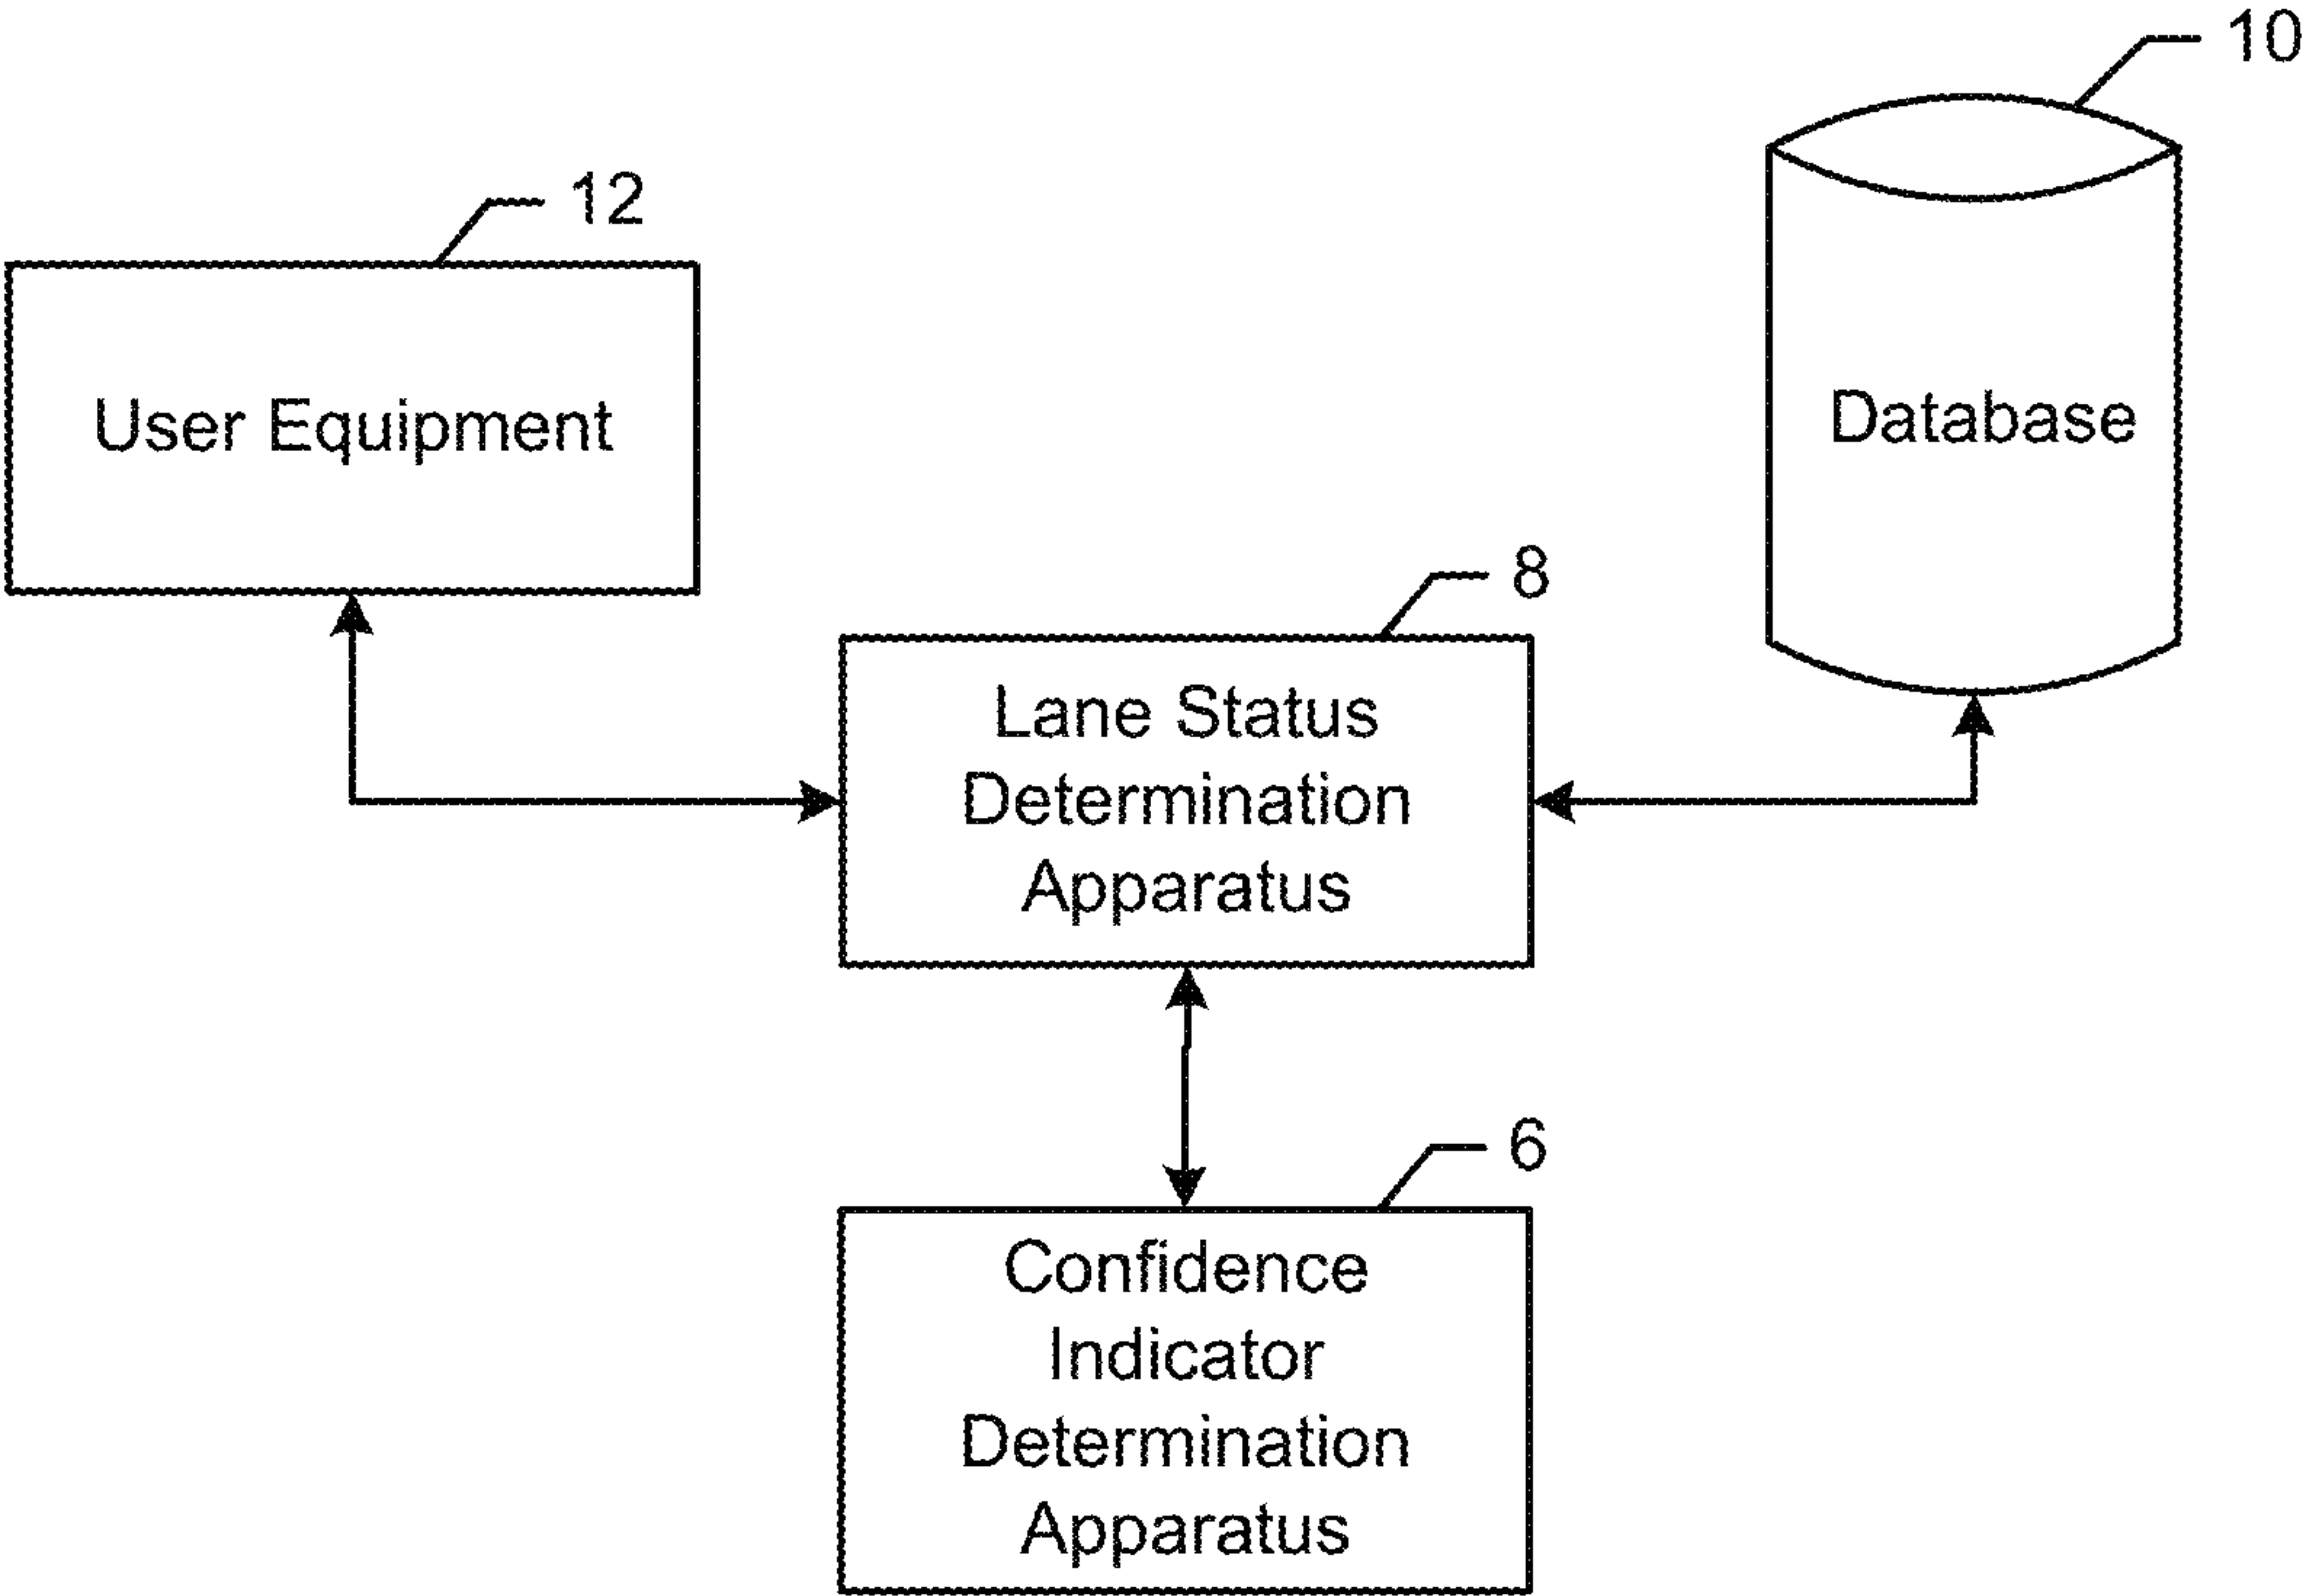 10
12
User Equipment
Database
8
Lane Status
Determination
Apparatus
6
Confidence
Indicator
Determination
Apparatus